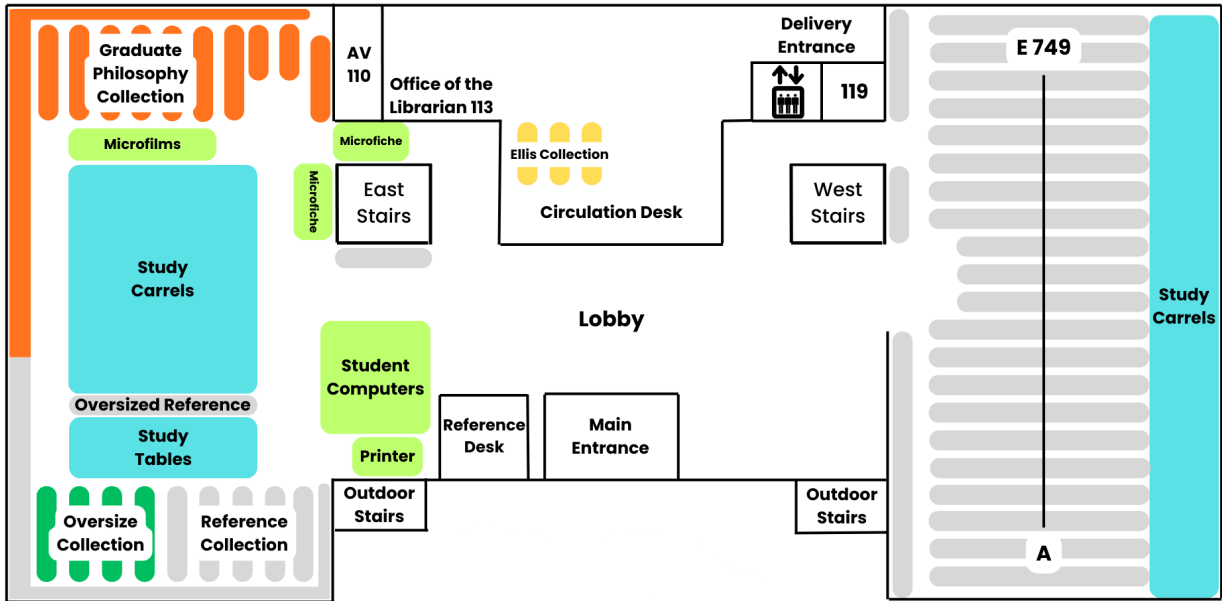 Graduate
Philosophy
Collection
AV
110
Office of the
Librarian 113
Delivery
Entrance
119
E 749
Microfilms
Microfiche
Ellis Collection
Microfiche
East
Stairs
Circulation Desk
West
Stairs
Study
Carrels
Lobby
Study
Carrels
Student
Computers
Oversized Reference
Reference
Desk
Main
Entrance
Study
Tables
Printer
Outdoor
Stairs
Outdoor
Stairs
Oversize
Collection
Reference
Collection
A